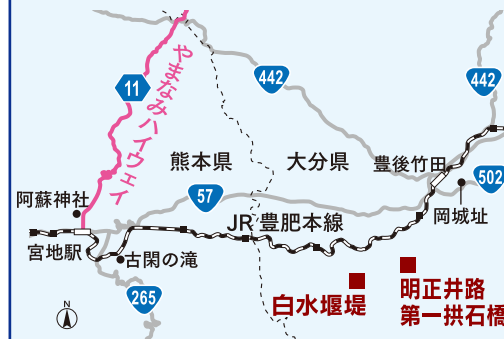 やまなみハイウェイ
11
442
442
熊本県
大分県
豊後竹田
57
502
阿蘇神社
岡城址
JR豊肥本線
宮地駅
古閑の滝
265
白水堰堤
明正井路
第一拱石橋
N